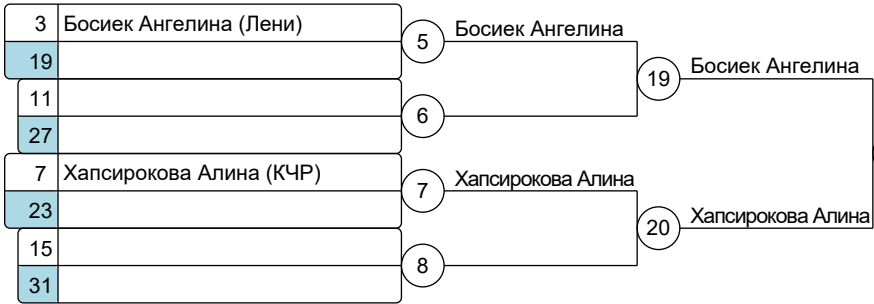 3 Босиек Ангелина (Лени)
19
11
27
7 Хапсирокова Алина (КЧР)
23
15
31
5 Босиек Ангелина
6
7 Хапсирокова Алина
8
19 Босиек Ангелина
20 Хапсирокова Алина